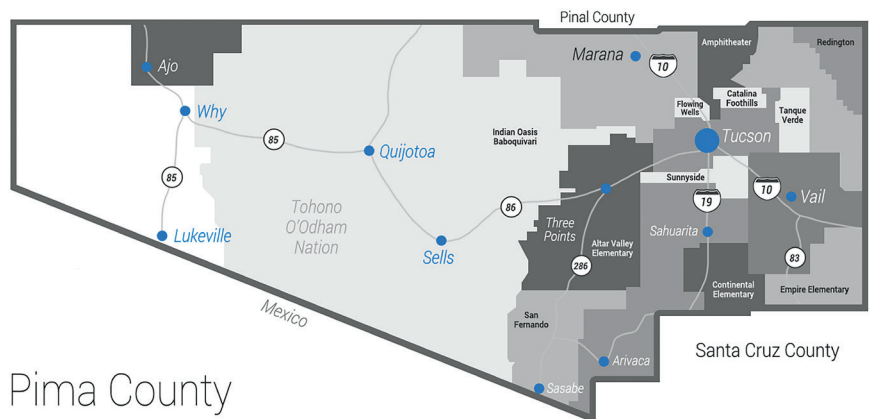 Pinal County
Ajo
Marana
10
Amphitheater
Redington
Why
Flowing
Wells
Catalina
Foothills
Tanque
Verde
85
Quijotoa
Indian Oasis
Baboquivari
Tucson
85
Sunnyside
10
Vail
Tohono
O'Odham
Nation
86
19
Lukeville
Sells
Three
Points
Altar Valley
Elementary
Sahuarita
286
83
Mexico
San
Fernando
Continental
Elementary
Empire Elementary
Arivaca
Santa Cruz County
Sasabe
Pima County